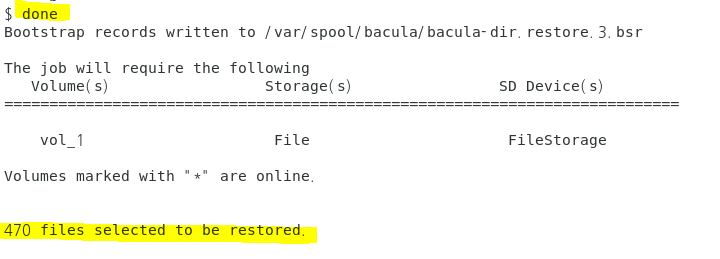 $ done
Bootstrap records written to /var/spool/bacula/bacula-dir.restore.3.bsr
The job will require the following
Volume(s) Storage(s) SD Device(s)
===========================================================================
vol_1 File FileStorage
Volumes marked with "*" are online.
470 files selected to be restored.